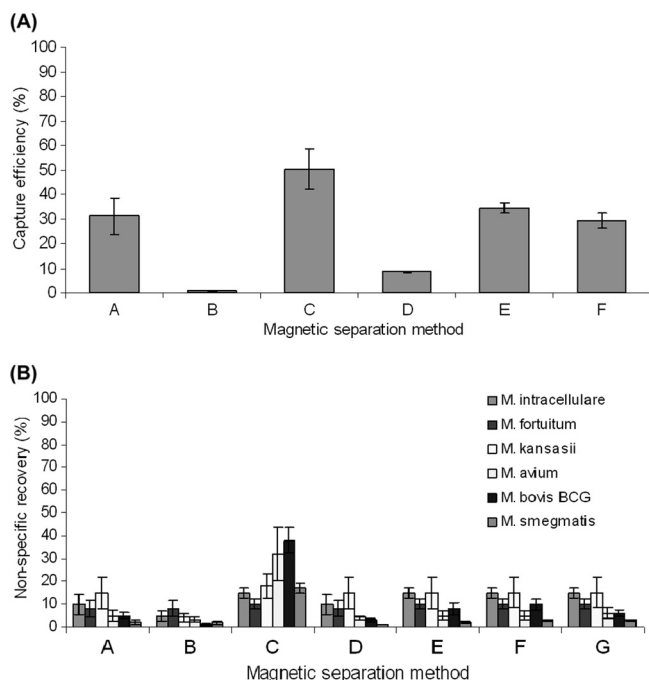 (A)
100
90
80
70
60
50
40
30
20
10
0
Capture efficiency (%)
A B C D E F
Magnetic separation method
(B)
100
90
80
70
60
50
40
30
20
10
0
Non-specific recovery (%)
M. intracellulare
M. fortuitum
M. kansasii
M. avium
M. bovis BCG
M. smegmatis
A B C D E F G
Magnetic separation method